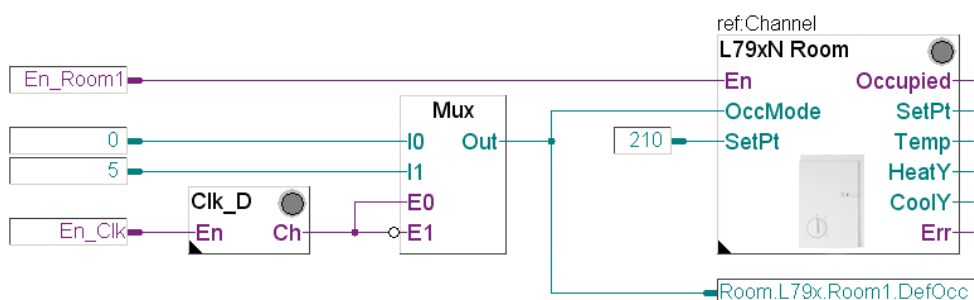 ref:Channel
L79xN Room
En_Room1
En
Occupied
Mux
OccMode
SetPt
0
I0
Out
210
SetPt
Temp
5
I1
HeatY
Clk_D
E0
CoolY
En_Clk
En
Ch
E1
Err
Room.L79x.Room1.DefOcc